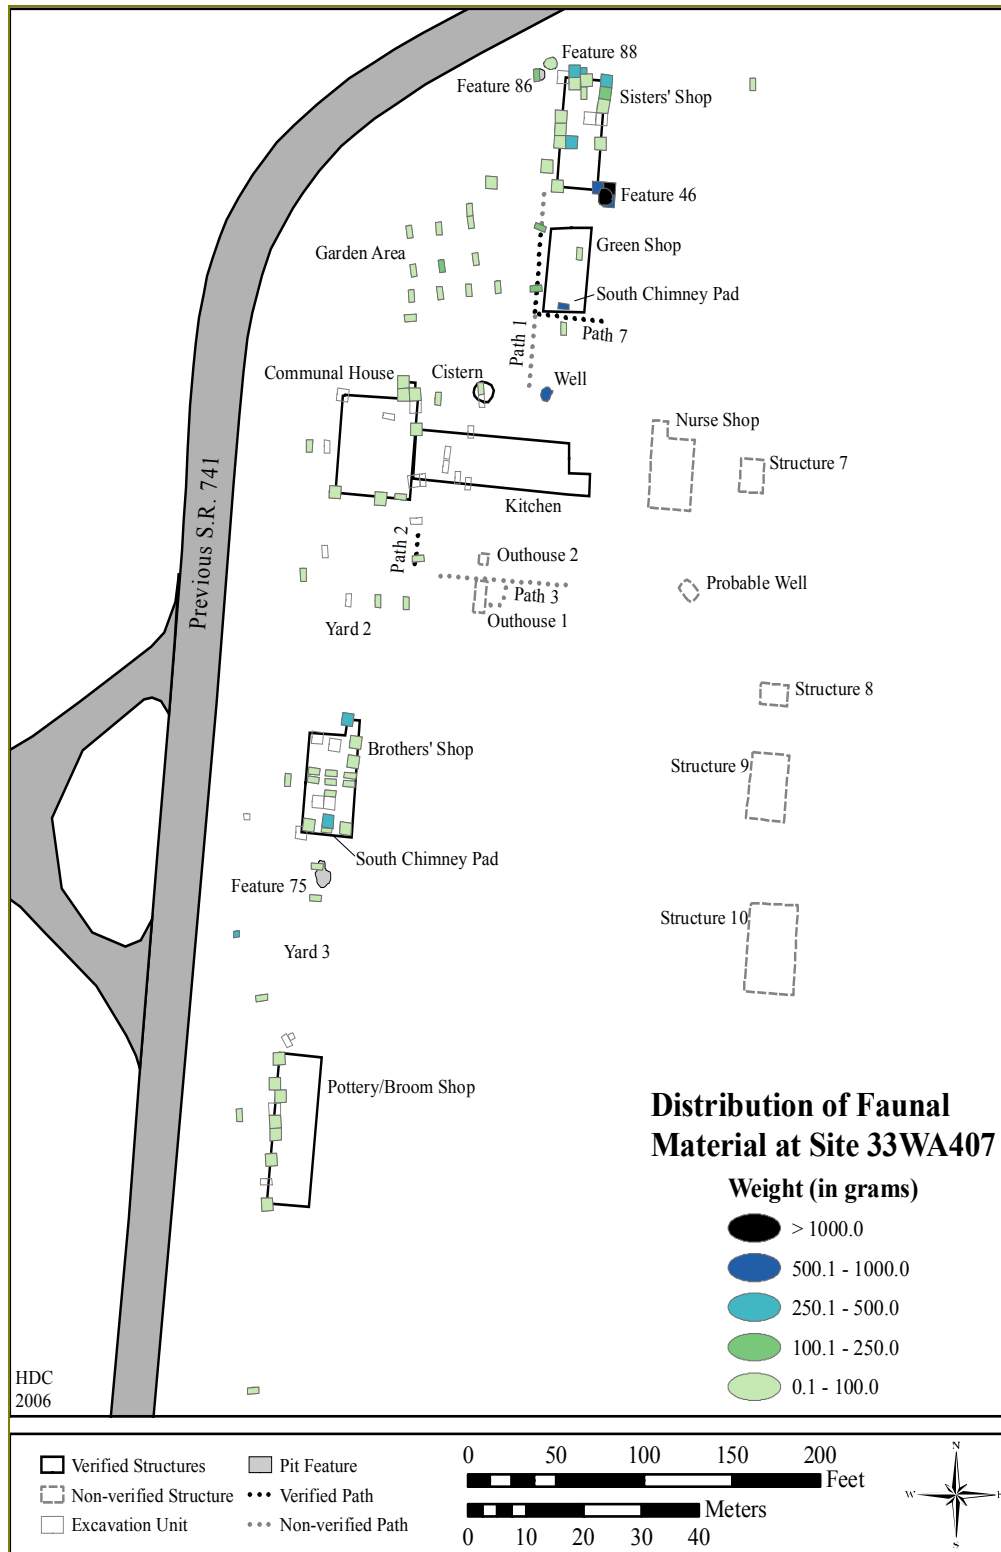 Feature 88
Feature 86
Sisters' Shop
Feature 46
Garden Area
Green Shop
South Chimney Pad
Path 1
Path 7
Communal House
Cistern
Well
Nurse Shop
Structure 7
Previous S.R. 741
Kitchen
Path 2
Outhouse 2
Probable Well
Path 3
Outhouse 1
Yard 2
Structure 8
Brothers' Shop
Structure 9
South Chimney Pad
Feature 75
Structure 10
Yard 3
Pottery/Broom Shop
Distribution of Faunal
Material at Site 33WA407
Weight (in grams)
> 1000.0
500.1 - 1000.0
250.1 - 500.0
100.1 - 250.0
0.1 - 100.0
HDC
2006
Verified Structures
Non-verified Structure
Excavation Unit
Pit Feature
Verified Path
Non-verified Path
0 50 100 150 200
Feet
Meters
0 10 20 30 40
N
W
E
S